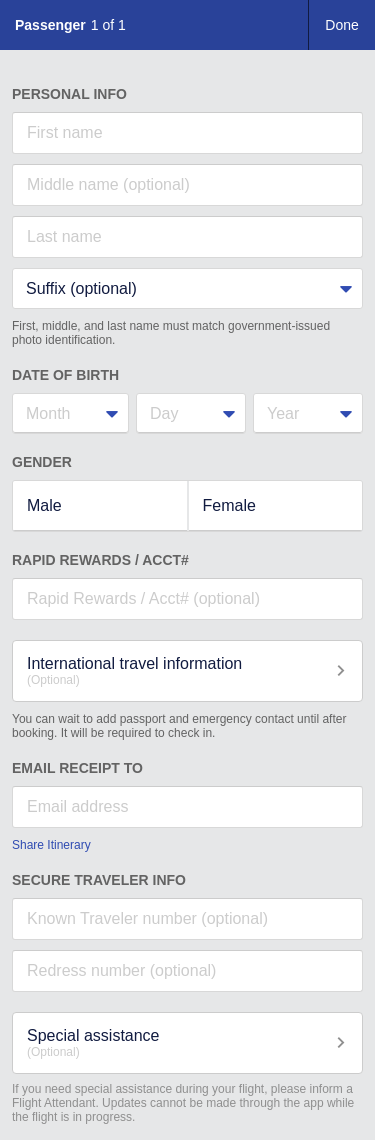 Passenger 1 of 1
Done
PERSONAL INFO
First name
Middle name (optional)
Last name
Suffix (optional)
First, middle, and last name must match government-issued
photo identification.
DATE OF BIRTH
Month Day Year
GENDER
Male Female
RAPID REWARDS / ACCT#
Rapid Rewards / Acct# (optional)
International travel information
(Optional)
You can wait to add passport and emergency contact until after
booking. It will be required to check in.
EMAIL RECEIPT TO
Email address
Share Itinerary
SECURE TRAVELER INFO
Known Traveler number (optional)
Redress number (optional)
Special assistance
(Optional)
If you need special assistance during your flight, please inform a
Flight Attendant. Updates cannot be made through the app while
the flight is in progress.